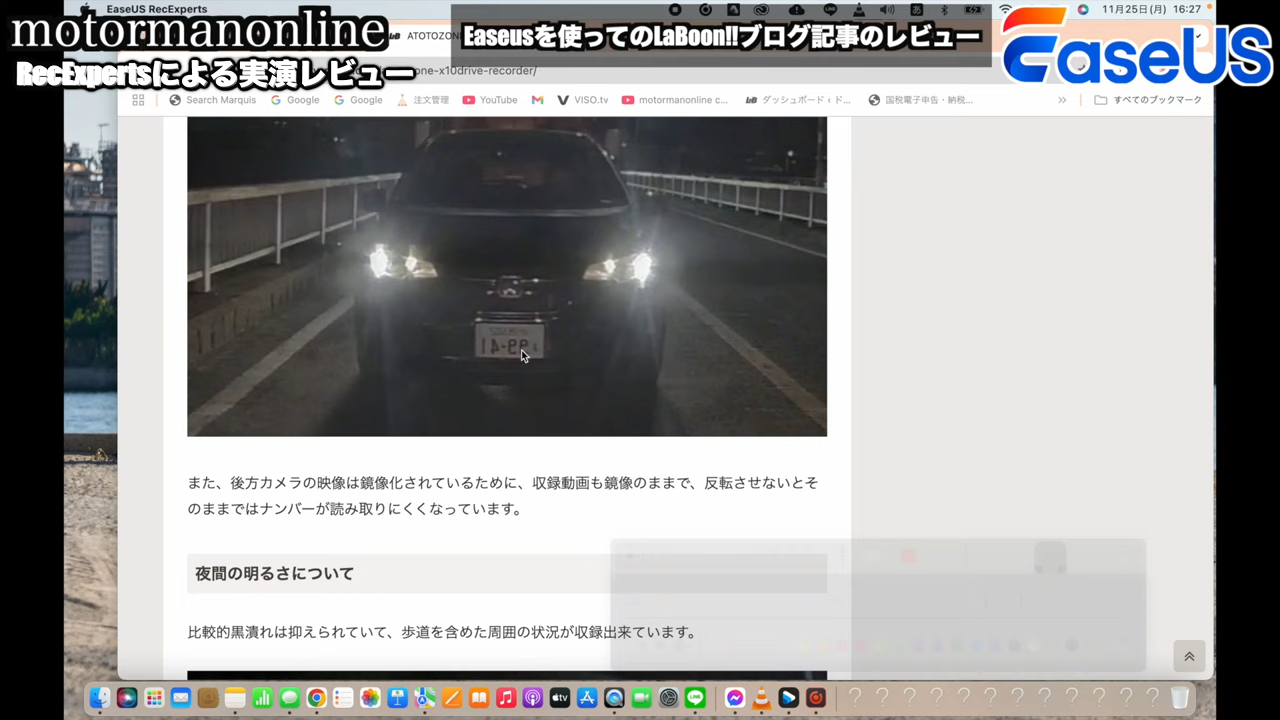 EaseUS RecExperts
11月25日(月) 16:27
motormanonline
ATOTOZON
Easeusを使ってのLaBoon!!ブログ記事のレビュー
EaseUS
RecExpertsによる実演レビュー
one-x10drive-recorder/
Search Marquis
Google
Google
注文管理
YouTube
VISO.tv
motormanonline c...
ダッシュボード ‹ ド...
国税電子申告・納税...
すべてのブックマーク
また、後方カメラの映像は鏡像化されているために、収録動画も鏡像のままで、反転させないとそ
のままではナンバーが読み取りにくくなっています。
夜間の明るさについて
比較的黒潰れは抑えられていて、歩道を含めた周囲の状況が収録出来ています。